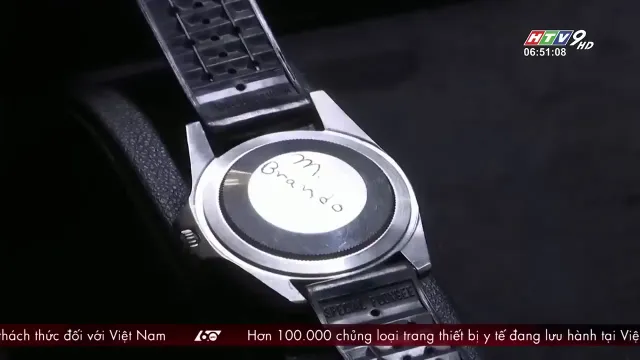 HTV9 HD
06:51:08
M.
Brando
thách thức đối với Việt Nam
Hơn 100.000 chủng loại trang thiết bị y tế đang lưu hành tại Việ